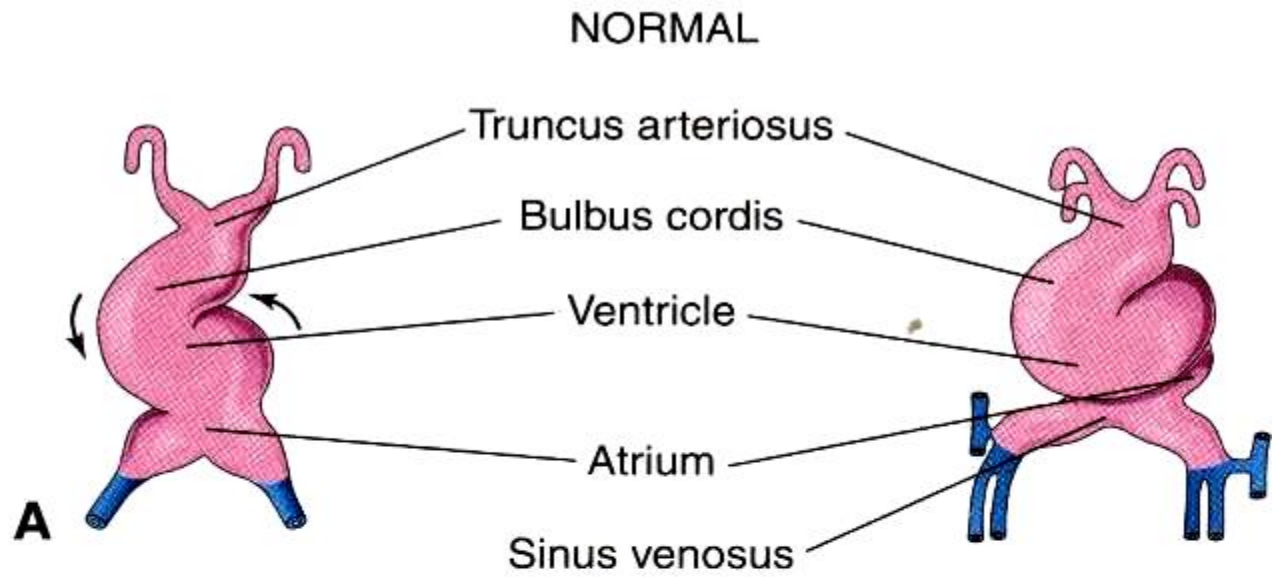 NORMAL
Truncus arteriosus
Bulbus cordis
Ventricle
Atrium
A
Sinus venosus